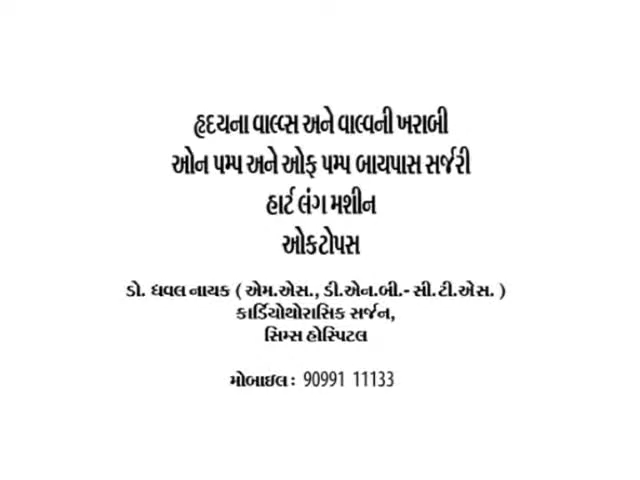 હૃદયના વાલ્વ્સ અને વાલ્વની ખરાબી
ઓન પમ્પ અને ઓફ પમ્પ બાયપાસ સર્જરી
હાર્ટ લંગ મશીન
ઓકટોપસ
ડો. ધવલ નાયક ( એમ.એસ., ડી.એન.બી.- સી.ટી.એસ. )
કાર્ડિયોથોરાસિક સર્જન,
સિમ્સ હોસ્પિટલ
મોબાઇલ : 90991 11133